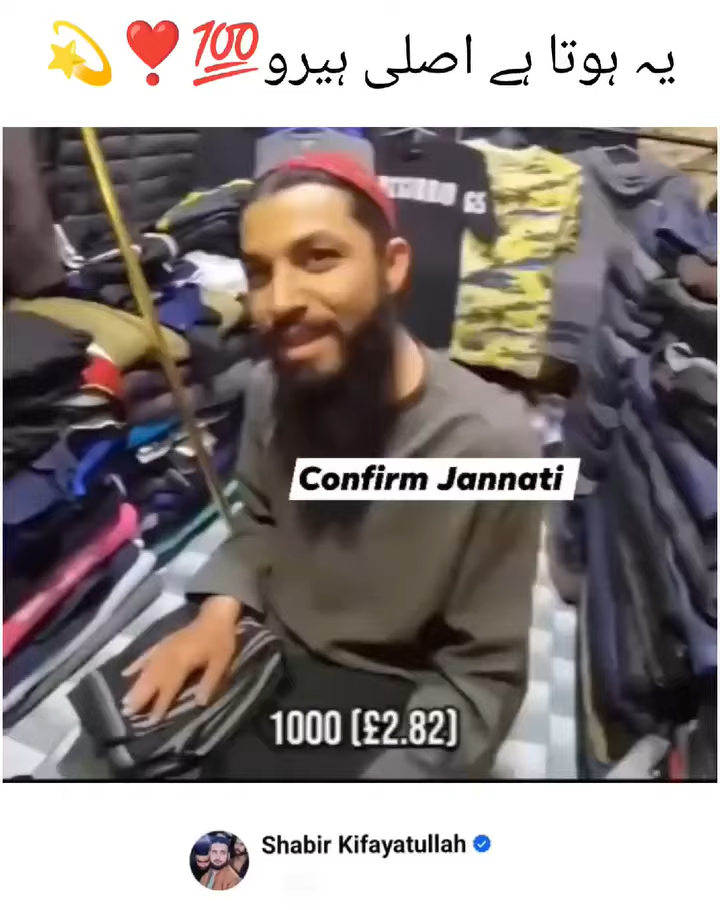 یہ ہوتا ہے اصلی ہیرو💯❣️💫
Confirm Jannati
1000 (£2.82)
Shabir Kifayatullah